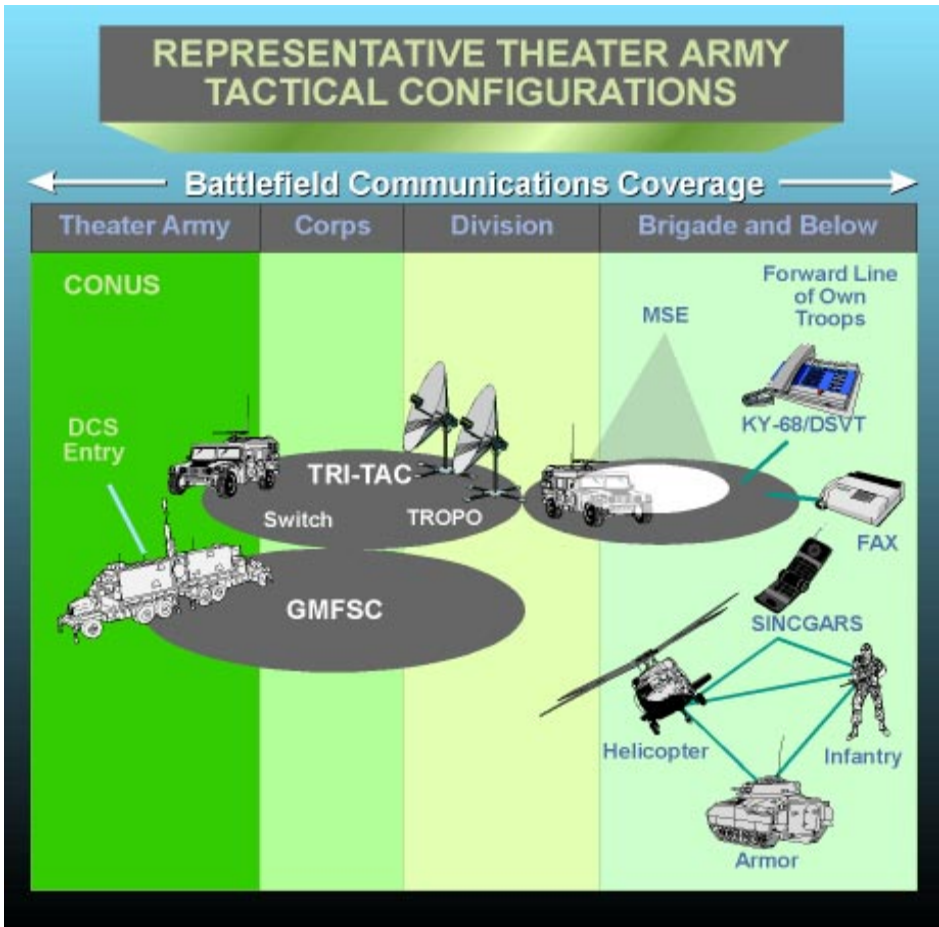 REPRESENTATIVE THEATER ARMY
TACTICAL CONFIGURATIONS
Battlefield Communications Coverage
Theater Army
Corps
Division
Brigade and Below
CONUS
Forward Line
of Own
Troops
MSE
KY-68/DSVT
DCS
Entry
TRI-TAC
Switch
TROPO
FAX
GMFSC
SINCGARS
Helicopter
Infantry
Armor